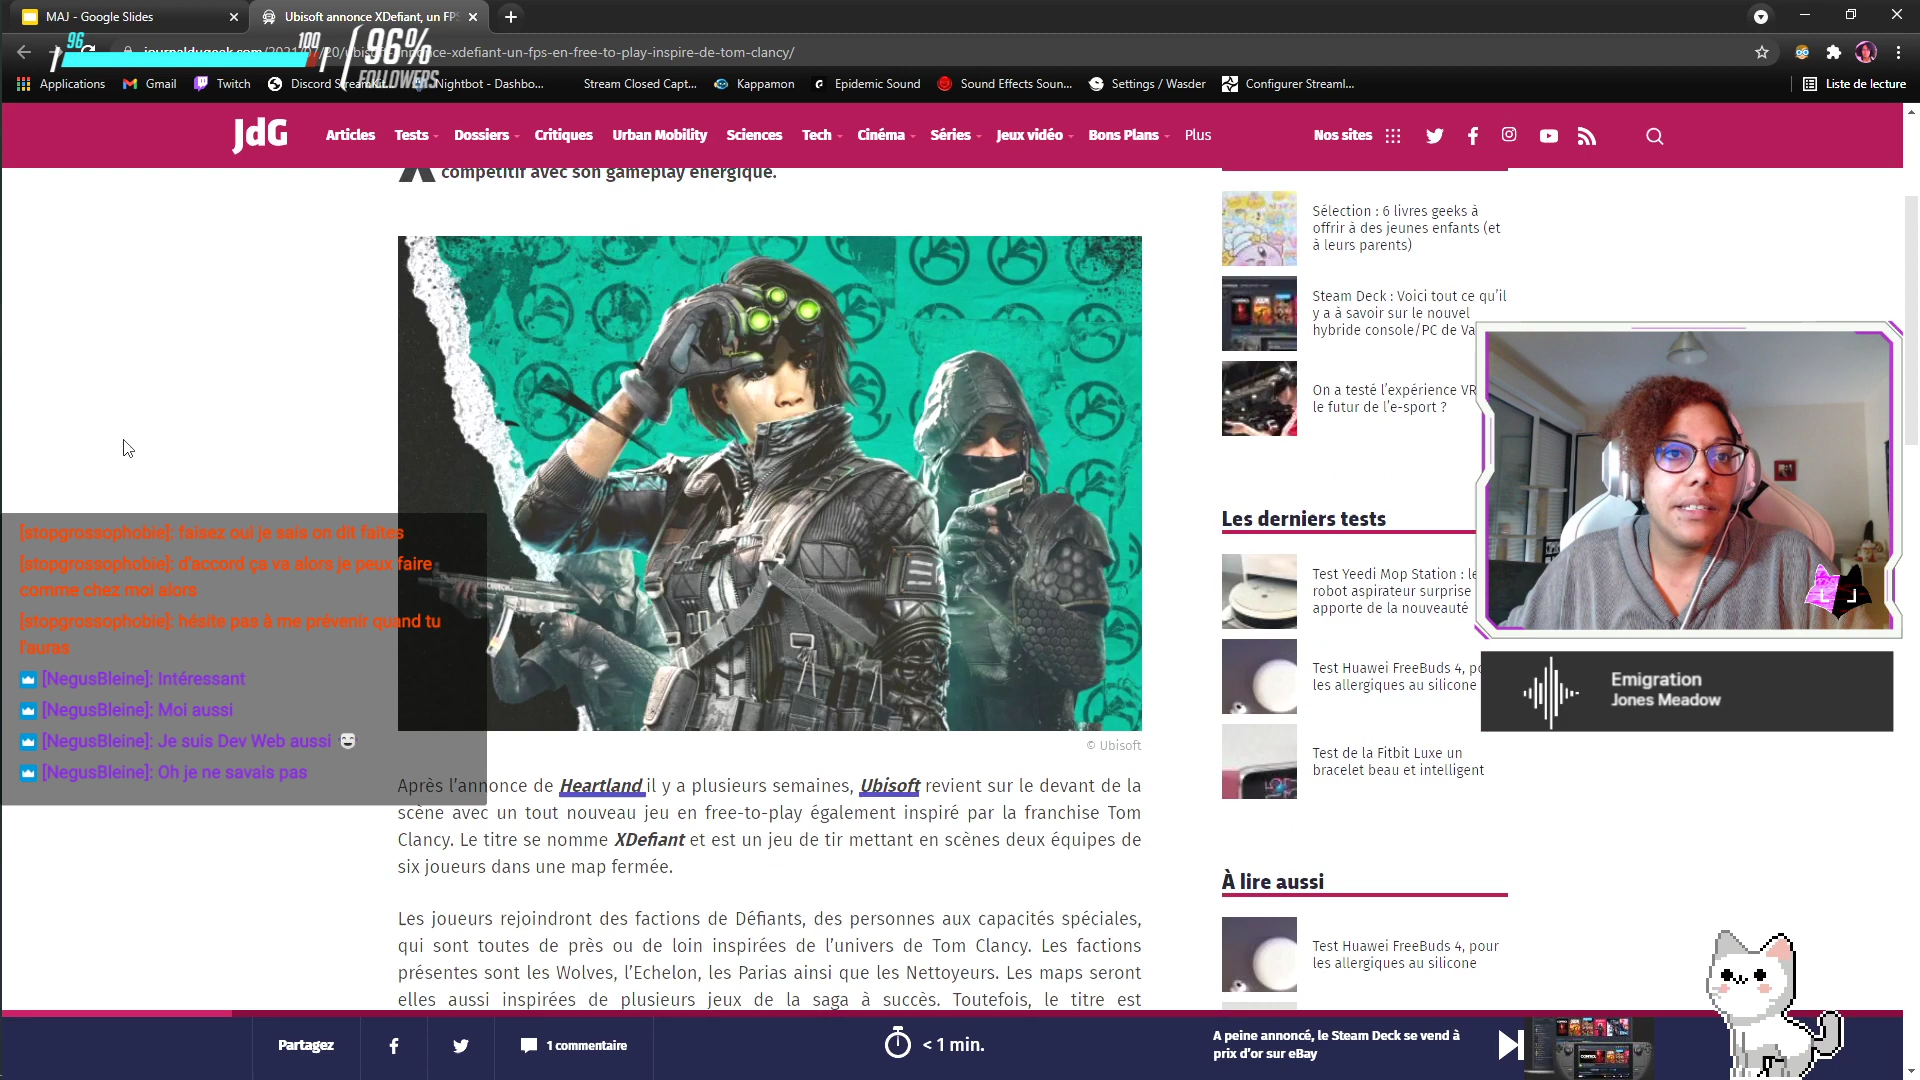 MAJ - Google Slides
Ubisoft annonce XDefiant, un FPS
96
100
96%
FOLLOWERS
-xdefiant-un-fps-en-free-to-play-inspire-de-tom-clancy/
Applications
Gmail
Twitch
Discord
Nightbot - Dashbo...
Stream Closed Capt...
Kappamon
Epidemic Sound
Sound Effects Soun...
Settings / Wasder
Configurer Streaml...
Liste de lecture
JdG
Articles
Tests
Dossiers
Critiques
Urban Mobility
Sciences
Tech
Cinéma
Séries
Jeux vidéo
Bons Plans
Plus
Nos sites
compétitif avec son gameplay énergique.
Sélection : 6 livres geeks à
offrir à des jeunes enfants (et
à leurs parents)
Steam Deck : Voici tout ce qu’il
y a à savoir sur le nouvel
hybride console/PC de Va
On a testé l’expérience VR
le futur de l’e-sport ?
Les derniers tests
Test Yeedi Mop Station : le
robot aspirateur surprise
apporte de la nouveauté
Test Huawei FreeBuds 4, po
les allergiques au silicone
Test de la Fitbit Luxe un
bracelet beau et intelligent
À lire aussi
Test Huawei FreeBuds 4, pour
les allergiques au silicone
L J
Emigration
Jones Meadow
[stopgrossophobie]: faisez oui je sais on dit faites
[stopgrossophobie]: d'accord ça va alors je peux faire
comme chez moi alors
[stopgrossophobie]: hésite pas à me prévenir quand tu
l'auras
[NegusBleine]: Intéressant
[NegusBleine]: Moi aussi
[NegusBleine]: Je suis Dev Web aussi
[NegusBleine]: Oh je ne savais pas
© Ubisoft
Après l’annonce de Heartland il y a plusieurs semaines, Ubisoft revient sur le devant de la
scène avec un tout nouveau jeu en free-to-play également inspiré par la franchise Tom
Clancy. Le titre se nomme XDefiant et est un jeu de tir mettant en scènes deux équipes de
six joueurs dans une map fermée.
Les joueurs rejoindront des factions de Défiants, des personnes aux capacités spéciales,
qui sont toutes de près ou de loin inspirées de l’univers de Tom Clancy. Les factions
présentes sont les Wolves, l’Echelon, les Parias ainsi que les Nettoyeurs. Les maps seront
elles aussi inspirées de plusieurs jeux de la saga à succès. Toutefois, le titre est
Partagez
1 commentaire
< 1 min.
A peine annoncé, le Steam Deck se vend à
prix d'or sur eBay